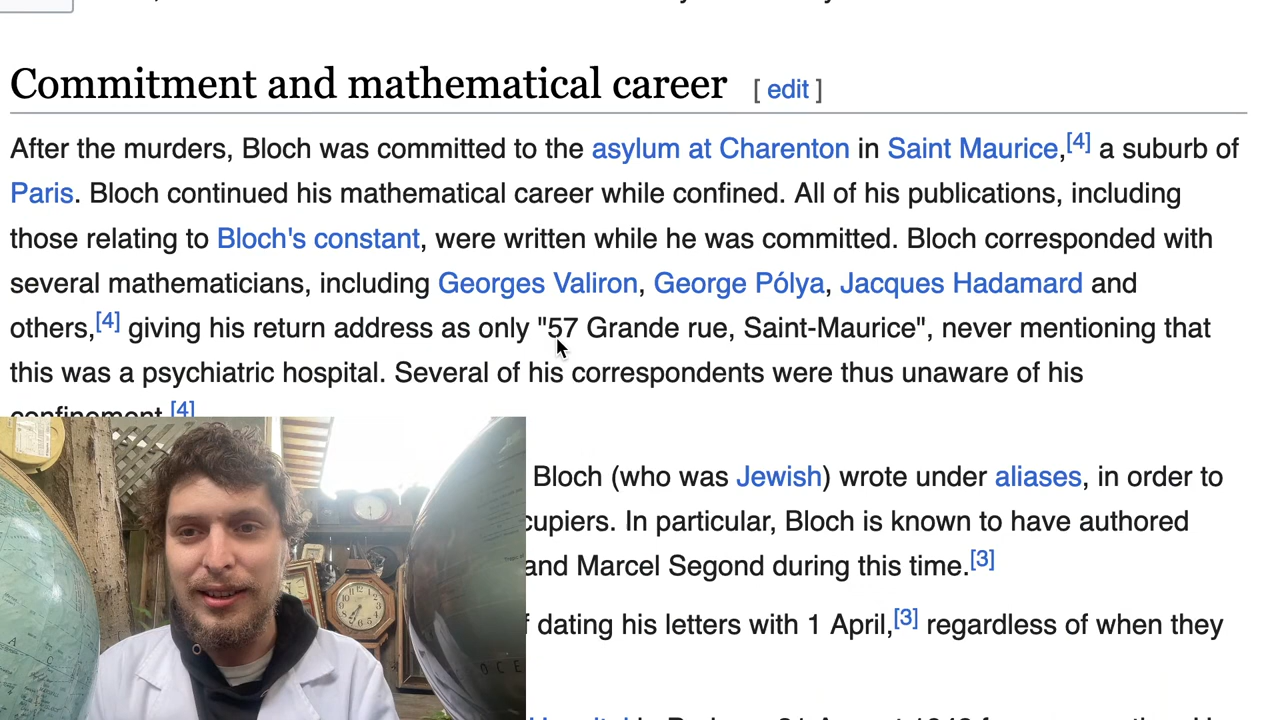 Commitment and mathematical career [ edit ]
After the murders, Bloch was committed to the asylum at Charenton in Saint Maurice,[4] a suburb of
Paris. Bloch continued his mathematical career while confined. All of his publications, including
those relating to Bloch's constant, were written while he was committed. Bloch corresponded with
several mathematicians, including Georges Valiron, George Pólya, Jacques Hadamard and
others,[4] giving his return address as only "57 Grande rue, Saint-Maurice", never mentioning that
this was a psychiatric hospital. Several of his correspondents were thus unaware of his
confinement.[4]
Bloch (who was Jewish) wrote under aliases, in order to
cupiers. In particular, Bloch is known to have authored
and Marcel Segond during this time.[3]
f dating his letters with 1 April,[3] regardless of when they